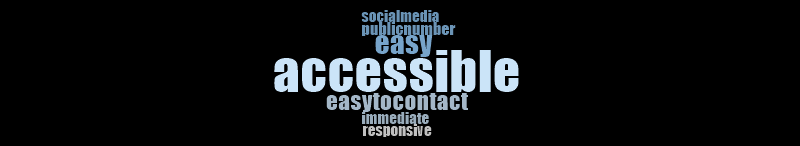 socialmedia
publicnumber
easy
accessible
easytocontact
immediate
responsive